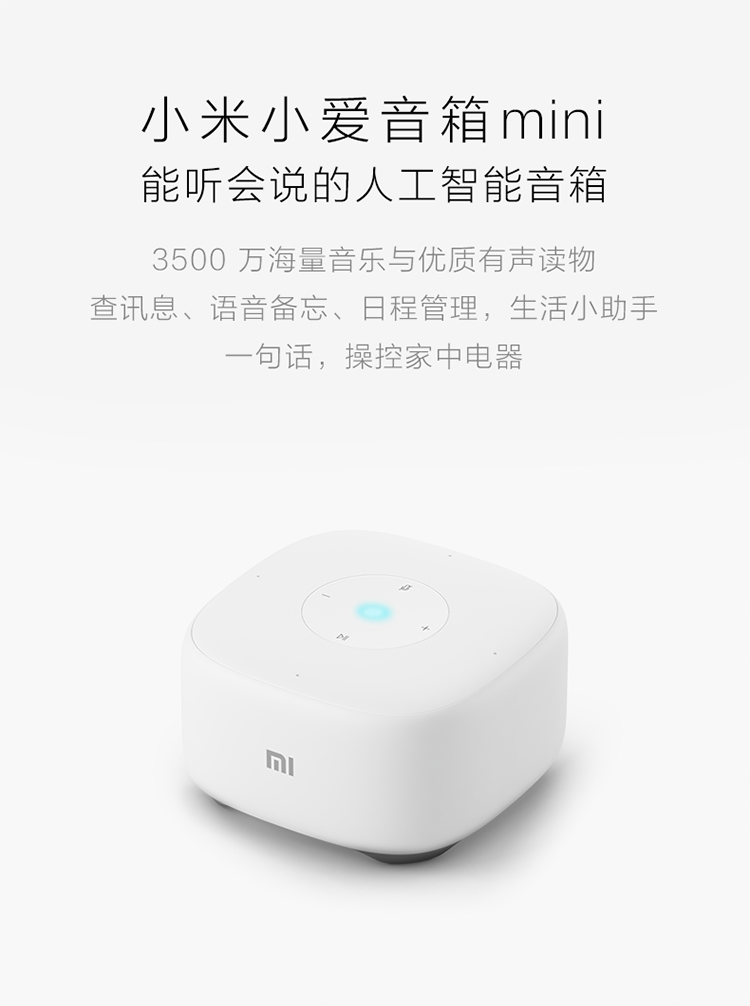 小米小爱音箱mini
能听会说的人工智能音箱
3500 万海量音乐与优质有声读物
查讯息、语音备忘、日程管理，生活小助手
一句话，操控家中电器
mi